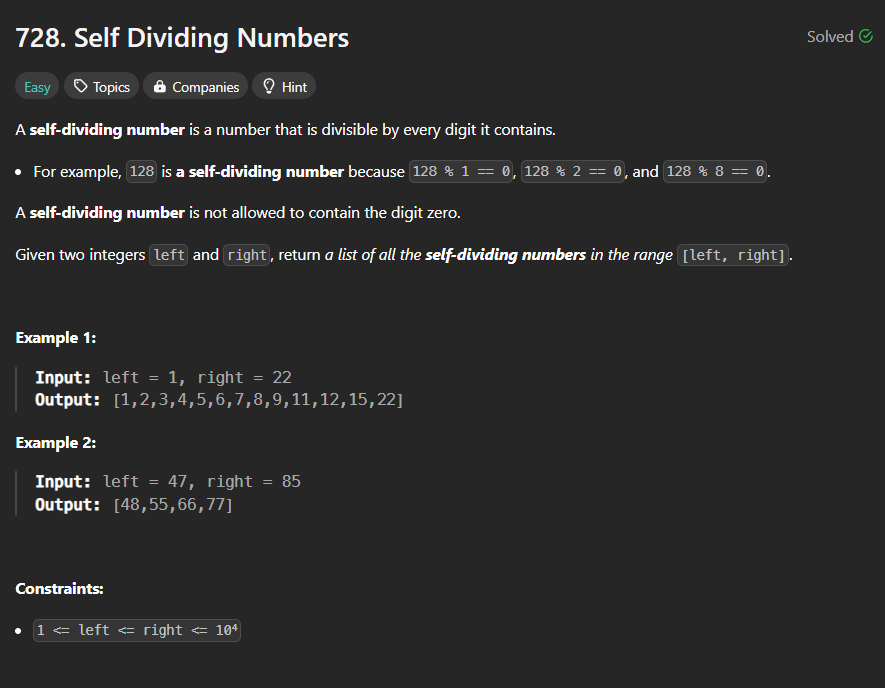 728. Self Dividing Numbers
Solved
Easy Topics Companies Hint
A self-dividing number is a number that is divisible by every digit it contains.
• For example, 128 is a self-dividing number because 128 % 1 == 0, 128 % 2 == 0, and 128 % 8 == 0.
A self-dividing number is not allowed to contain the digit zero.
Given two integers left and right, return a list of all the self-dividing numbers in the range [left, right].
Example 1:
Input: left = 1, right = 22
Output: [1,2,3,4,5,6,7,8,9,11,12,15,22]
Example 2:
Input: left = 47, right = 85
Output: [48,55,66,77]
Constraints:
• 1 <= left <= right <= 10⁴